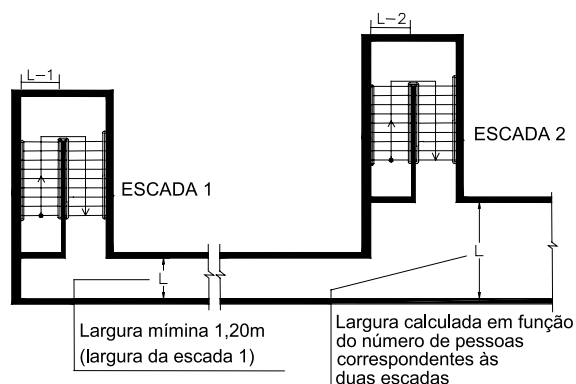 L-1
L-2
ESCADA 1
ESCADA 2
L
L
Largura mímina 1,20m
(largura da escada 1)
Largura calculada em função
do número de pessoas
correspondentes às
duas escadas